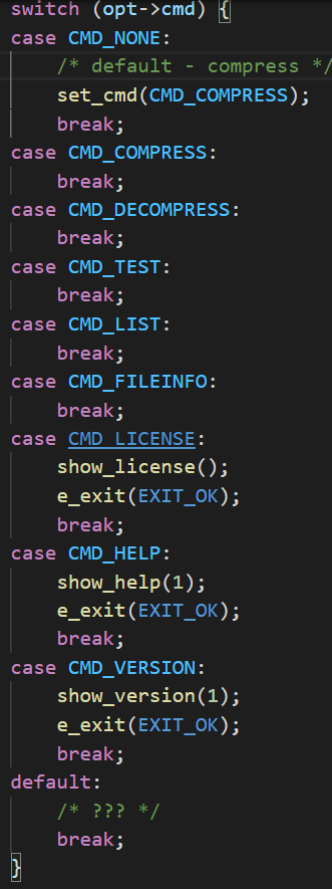 switch (opt->cmd) {
case CMD_NONE:
    /* default - compress */
    set_cmd(CMD_COMPRESS);
    break;
case CMD_COMPRESS:
    break;
case CMD_DECOMPRESS:
    break;
case CMD_TEST:
    break;
case CMD_LIST:
    break;
case CMD_FILEINFO:
    break;
case CMD_LICENSE:
    show_license();
    e_exit(EXIT_OK);
    break;
case CMD_HELP:
    show_help(1);
    e_exit(EXIT_OK);
    break;
case CMD_VERSION:
    show_version(1);
    e_exit(EXIT_OK);
    break;
default:
    /* ??? */
    break;
}